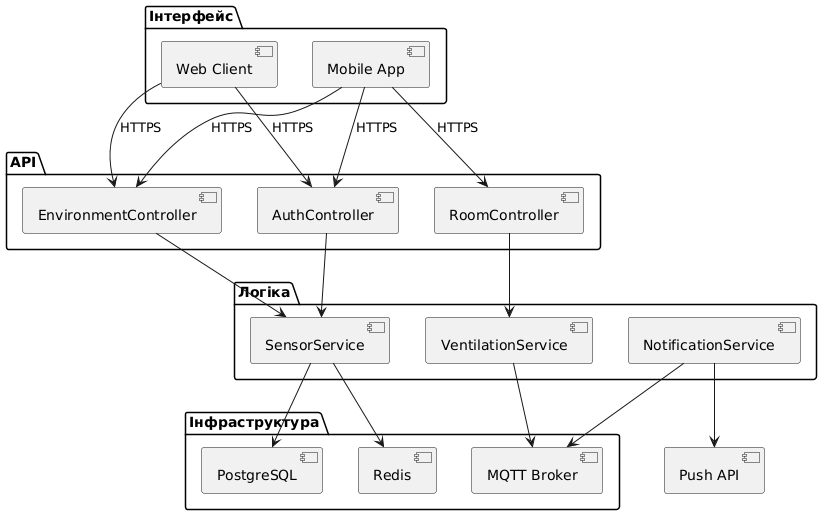 Інтерфейс
Web Client
Mobile App
HTTPS
HTTPS
HTTPS
HTTPS
HTTPS
API
EnvironmentController
AuthController
RoomController
Логіка
SensorService
VentilationService
NotificationService
Інфраструктура
PostgreSQL
Redis
MQTT Broker
Push API